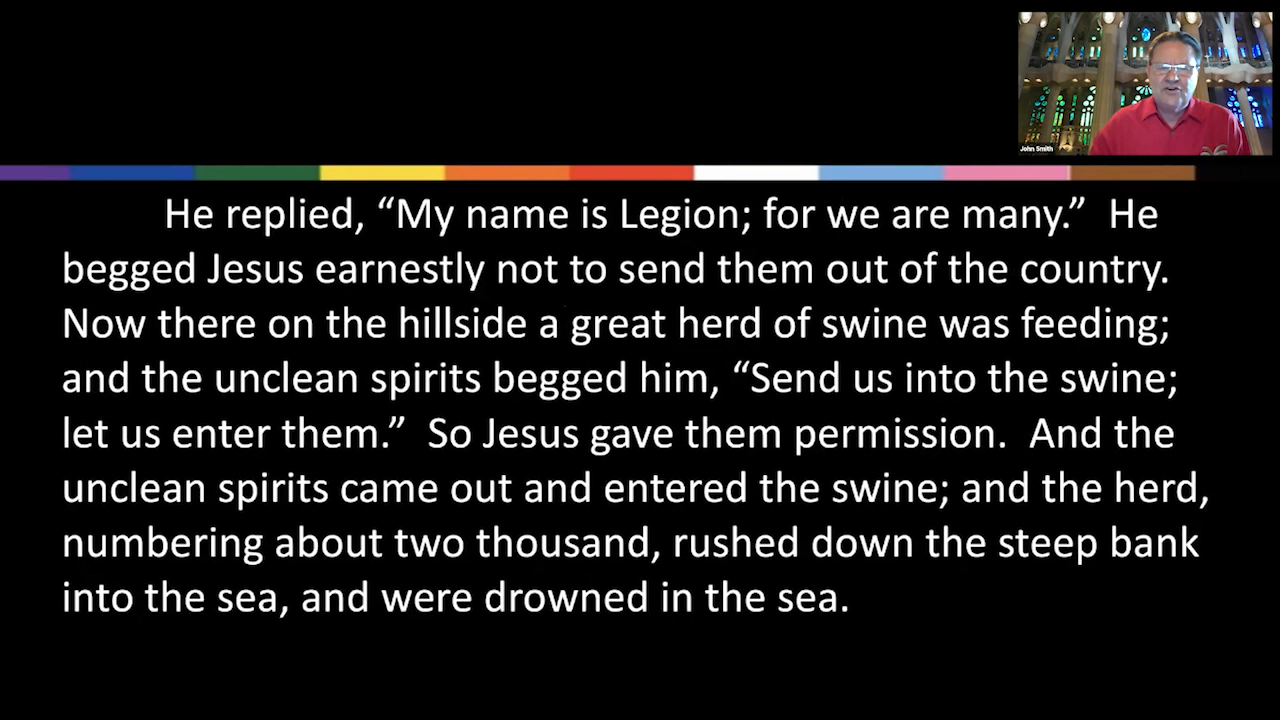 John Smith
He replied, “My name is Legion; for we are many.” He
begged Jesus earnestly not to send them out of the country.
Now there on the hillside a great herd of swine was feeding;
and the unclean spirits begged him, “Send us into the swine;
let us enter them.” So Jesus gave them permission. And the
unclean spirits came out and entered the swine; and the herd,
numbering about two thousand, rushed down the steep bank
into the sea, and were drowned in the sea.